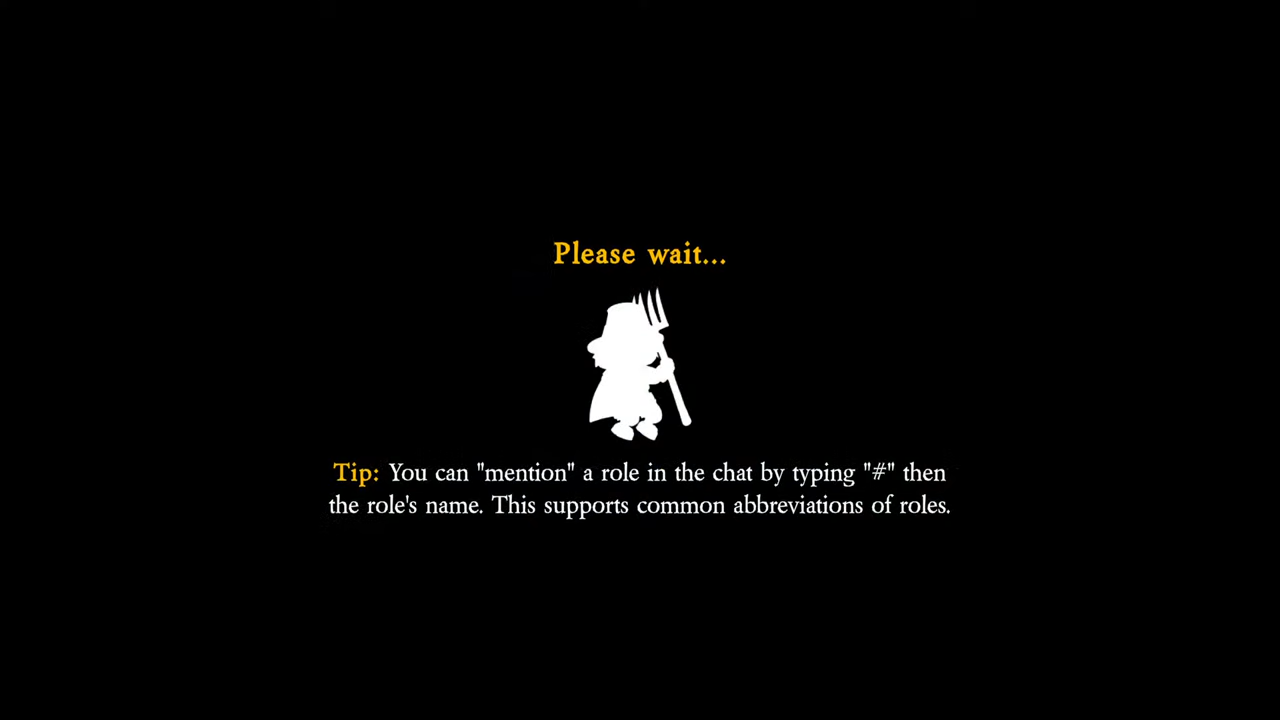 Please wait...
Tip: You can "mention" a role in the chat by typing "#" then
the role's name. This supports common abbreviations of roles.